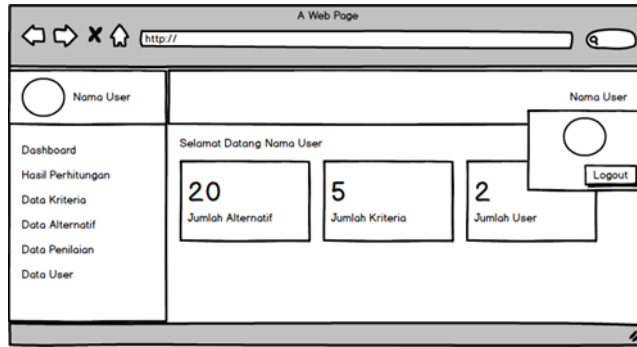 A Web Page
http://
Nama User
Nama User
Dashboard
Hasil Perhitungan
Data Kriteria
Data Alternatif
Data Penilaian
Data User
Selamat Datang Nama User
20
Jumlah Alternatif
5
Jumlah Kriteria
2
Jumlah User
Logout